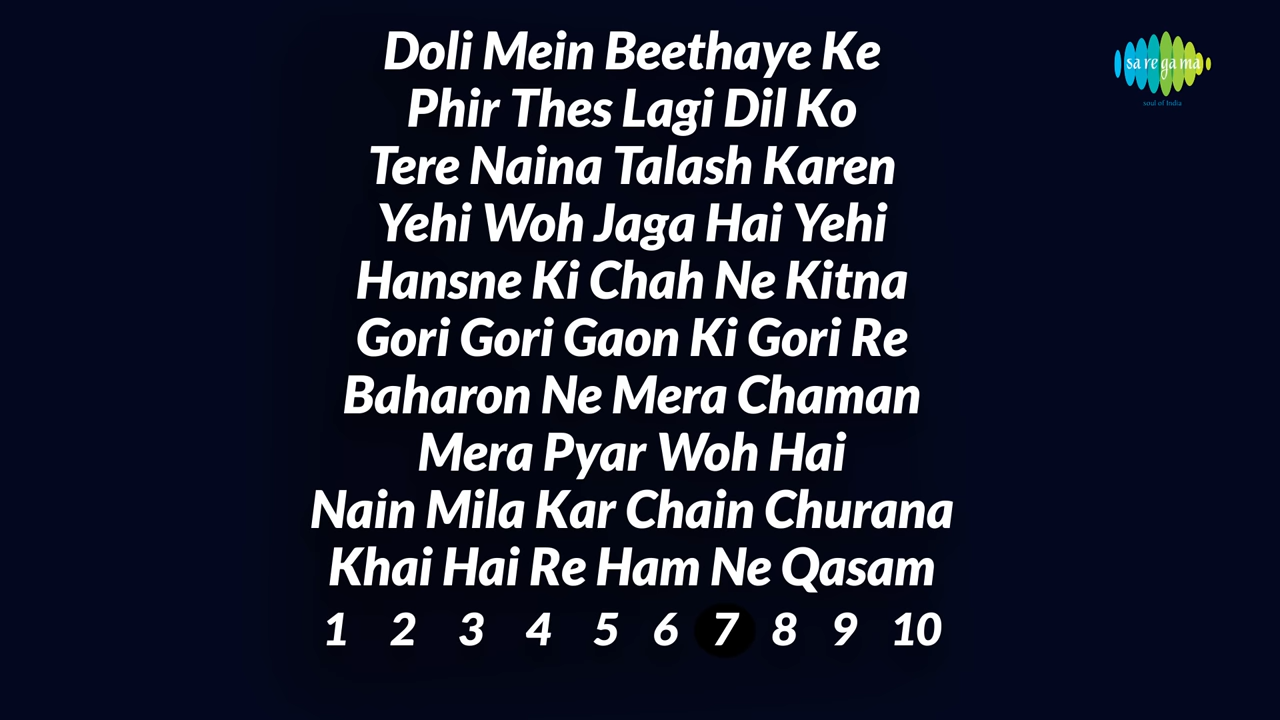 Doli Mein Beethaye Ke
Phir Thes Lagi Dil Ko
Tere Naina Talash Karen
Yehi Woh Jaga Hai Yehi
Hansne Ki Chah Ne Kitna
Gori Gori Gaon Ki Gori Re
Baharon Ne Mera Chaman
Mera Pyar Woh Hai
Nain Mila Kar Chain Churana
Khai Hai Re Ham Ne Qasam
1 2 3 4 5 6 7 8 9 10
sa re ga ma
soul of India